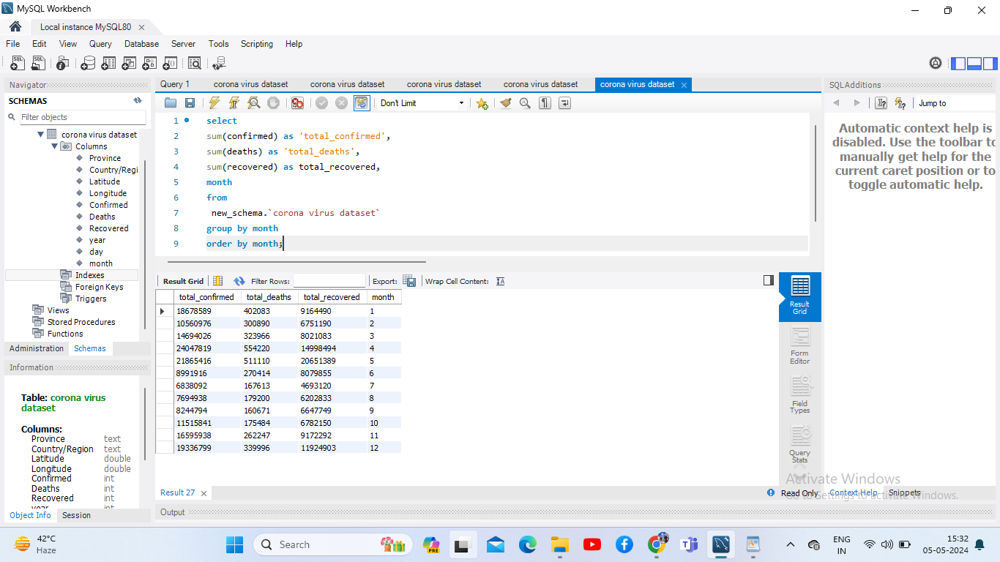 MySQL Workbench
Local instance MySQL80
File Edit View Query Database Server Tools Scripting Help
Navigator
SCHEMAS
Filter objects
corona virus dataset
Columns
Province
Country/Regi
Latitude
Longitude
Confirmed
Deaths
Recovered
year
day
month
Indexes
Foreign Keys
Triggers
Views
Stored Procedures
Functions
Administration Schemas
Information
Table: corona virus
dataset
Columns:
Province text
Country/Region text
Latitude double
Longitude double
Confirmed int
Deaths int
Recovered int
year int
Object Info Session
Query 1 corona virus dataset corona virus dataset corona virus dataset corona virus dataset corona virus dataset
Don't Limit
1 select
2 sum(confirmed) as 'total_confirmed',
3 sum(deaths) as 'total_deaths',
4 sum(recovered) as total_recovered,
5 month
6 from
7 new_schema.`corona virus dataset`
8 group by month
9 order by month;
Result Grid Filter Rows: Export: Wrap Cell Content:
total_confirmed total_deaths total_recovered month
18678589 402083 9164490 1
10560976 300890 6751190 2
14694026 323966 8021083 3
24047819 554220 14998494 4
21865416 511110 20651389 5
8991916 270414 8079855 6
6838092 167613 4693120 7
7694938 179200 6202833 8
8244794 160671 6647749 9
11515841 175484 6782150 10
16595938 262247 9172292 11
19336799 339996 11924903 12
Result
Grid
Form
Editor
Field
Types
Query
Stats
Result 27
Read Only
Output
SQLAdditions
Jump to
Automatic context help is
disabled. Use the toolbar to
manually get help for the
current caret position or to
toggle automatic help.
Context Help Snippets
Activate Windows
Go to Settings to activate Windows.
42°C
Haze
Search
PRE
ENG
IN
15:32
05-05-2024